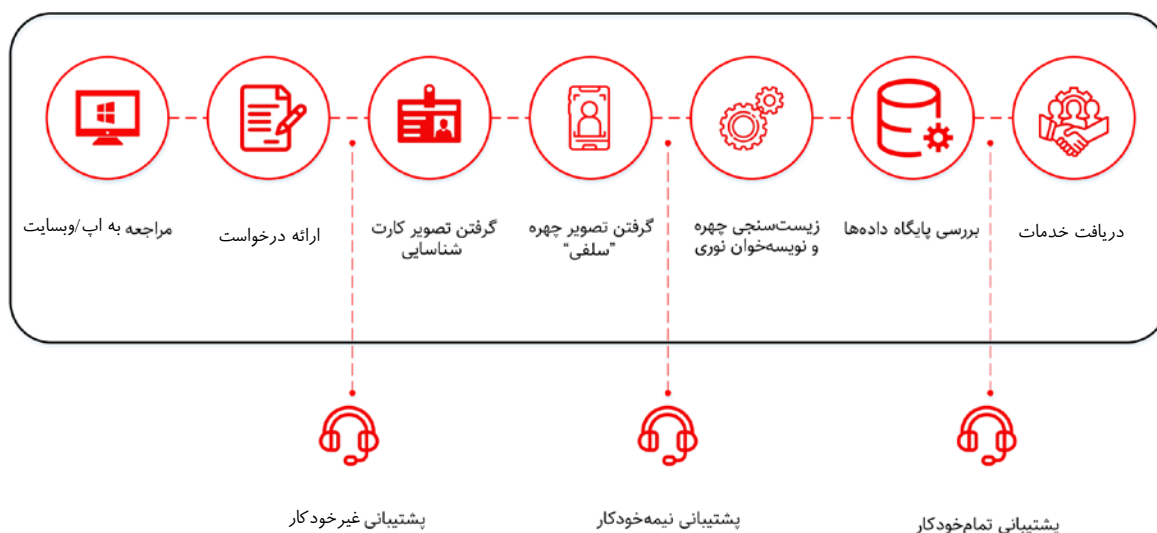 مراجعه به اپ/وبسایت
ارائه درخواست
گرفتن تصویر کارت
شناسایی
گرفتن تصویر چهره
"سلفی"
زیست‌سنجی چهره
و نویسه‌خوان نوری
بررسی پایگاه داده‌ها
دریافت خدمات
پشتیبانی غیرخودکار
پشتیبانی نیمه‌خودکار
پشتیبانی تمام‌خودکار